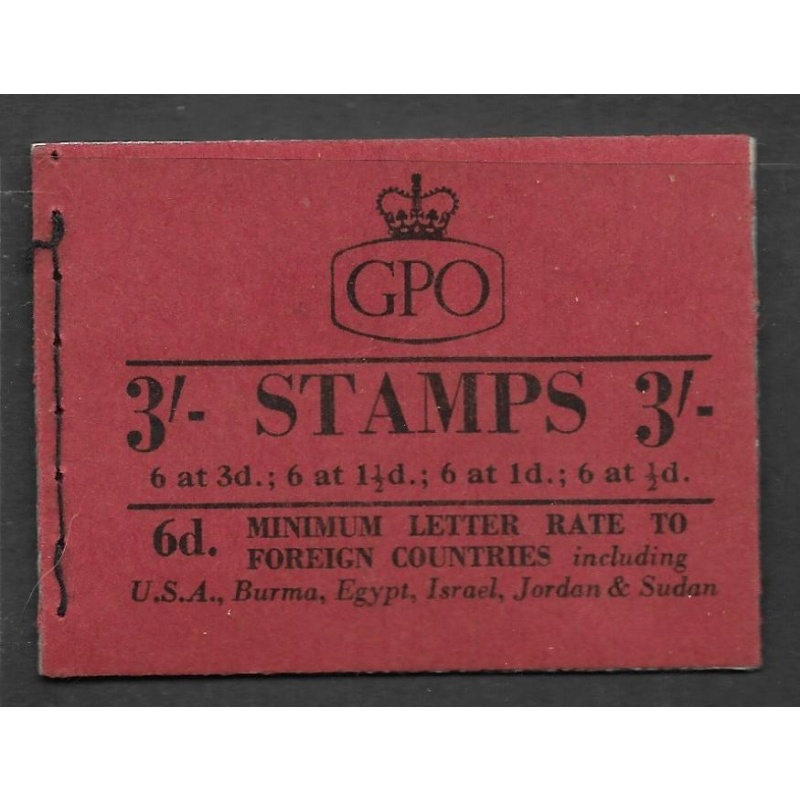 GPO
3/- STAMPS 3/-
6 at 3d.; 6 at 1½d.; 6 at 1d.; 6 at ½d.
6d. MINIMUM LETTER RATE TO
FOREIGN COUNTRIES including
U.S.A., Burma, Egypt, Israel, Jordan & Sudan